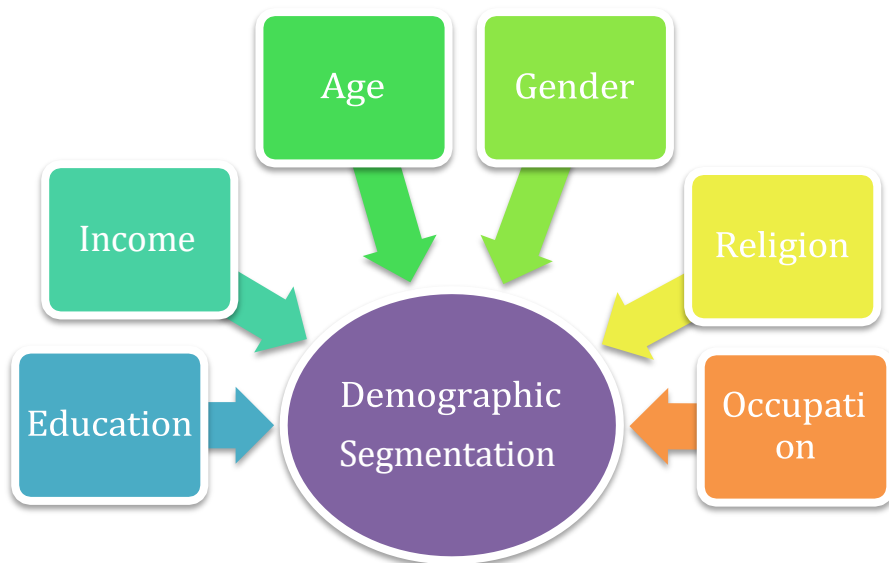 Age
Gender
Income
Religion
Education
Demographic
Segmentation
Occupati
on